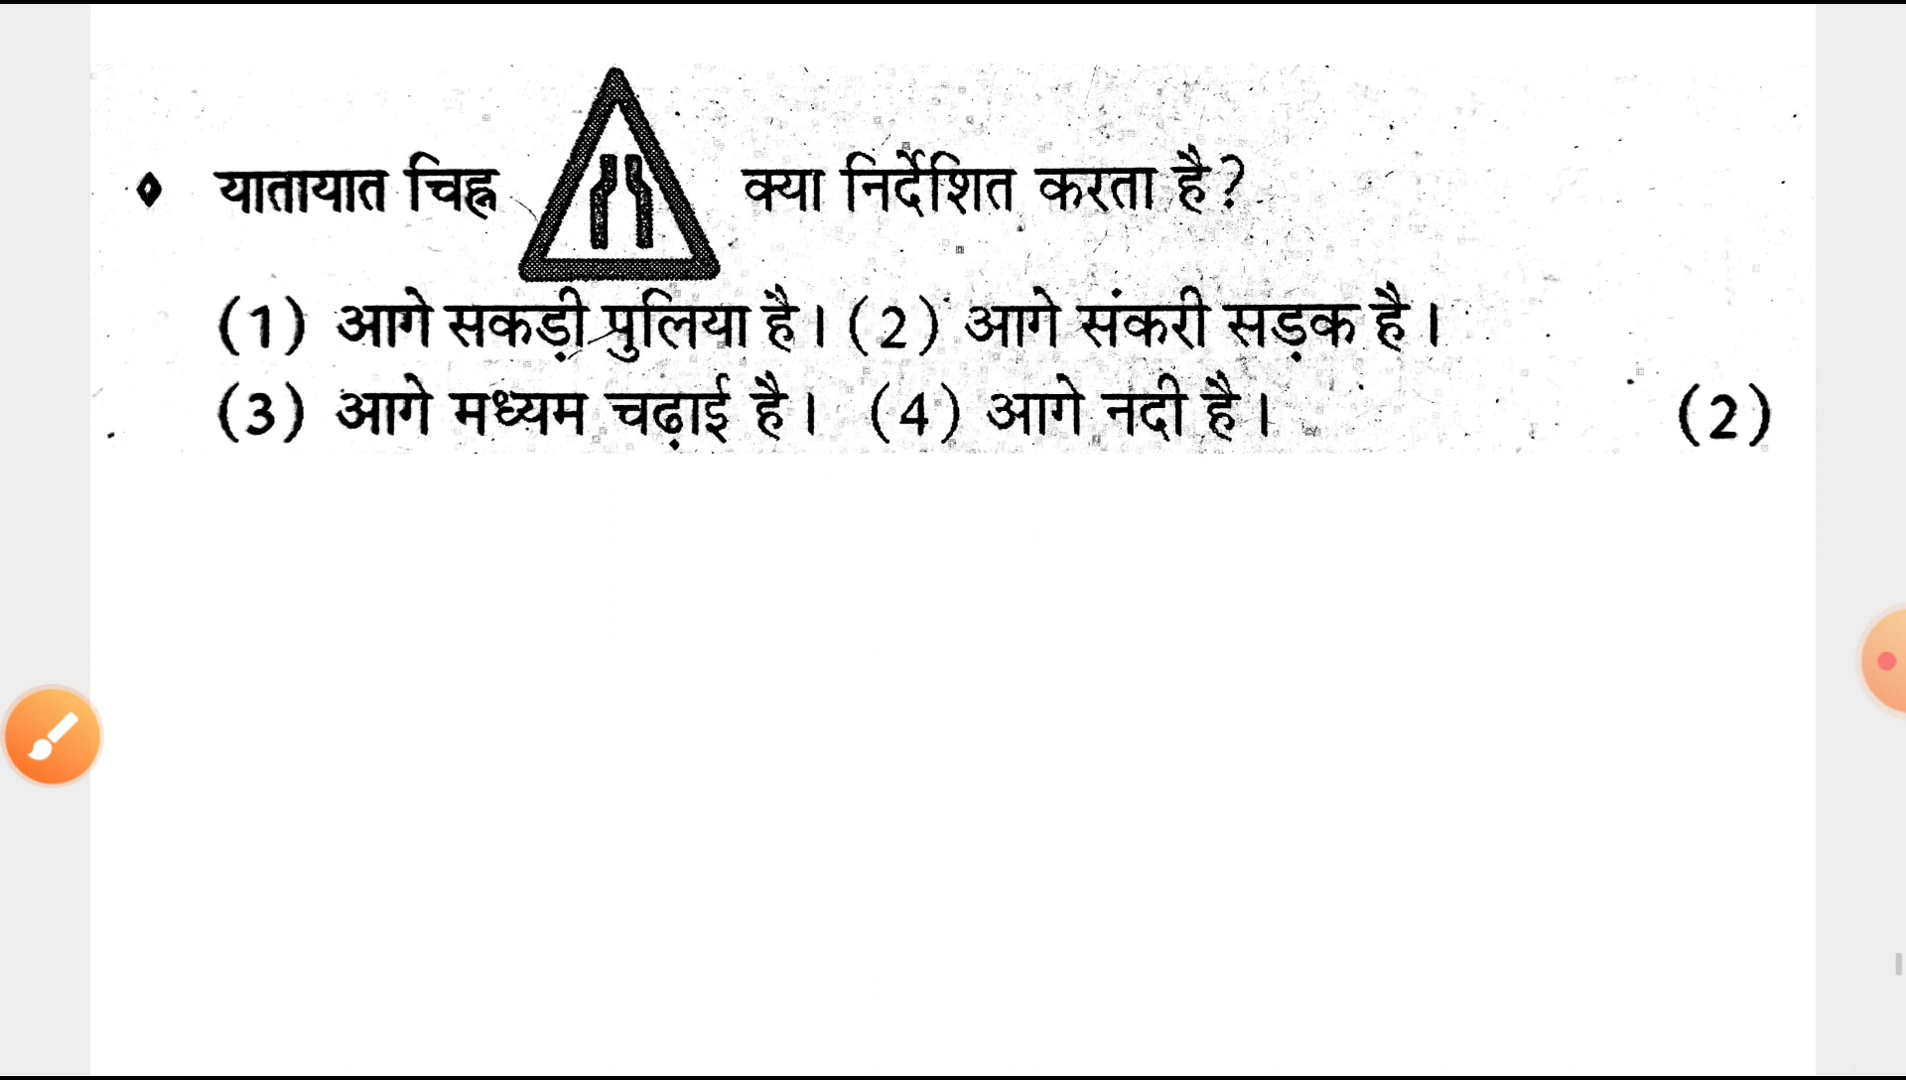 यातायात चिह्न क्या निर्देशित करता है?
(1) आगे सकड़ी पुलिया है। (2) आगे संकरी सड़क है।
(3) आगे मध्यम चढ़ाई है। (4) आगे नदी है। (2)